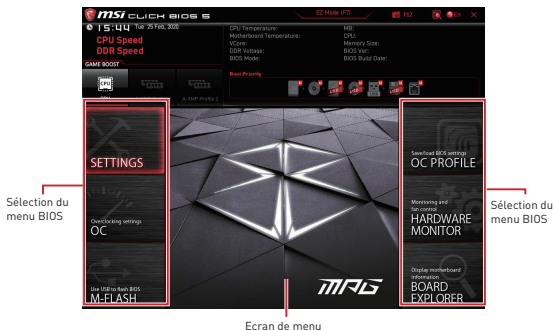 msi CLICK BIOS 5
EZ Mode (F7)
F12
En
X
15:44 Tue 25 Feb, 2020
CPU Speed
DDR Speed
GAME BOOST
CPU
A-XMP Profile 2
CPU Temperature:
Motherboard Temperature:
VCore:
DDR Voltage:
BIOS Mode:
MB:
CPU:
Memory Size:
BIOS Ver:
BIOS Build Date:
Boot Priority
USB
USB
USB
SETTINGS
Overclocking settings
OC
Use USB to flash BIOS
M-FLASH
Save/load BIOS settings
OC PROFILE
Monitoring and
fan control
HARDWARE
MONITOR
Display motherboard
information
BOARD
EXPLORER
MPG
Sélection du
menu BIOS
Sélection du
menu BIOS
Ecran de menu